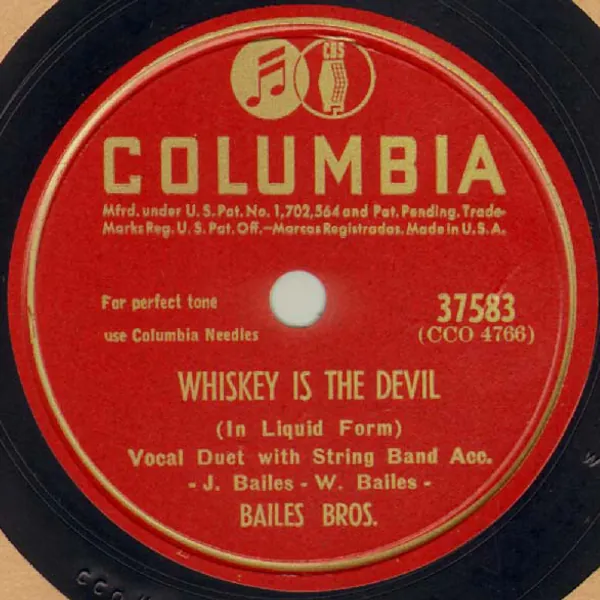 CBS
COLUMBIA
Mfrd. under U.S. Pat. No. 1,702,564 and Pat. Pending. Trade-
Marks Reg. U.S. Pat. Off.—Marcas Registradas. Made in U.S.A.
For perfect tone
use Columbia Needles
37583
(CCO 4766)
WHISKEY IS THE DEVIL
(In Liquid Form)
Vocal Duet with String Band Acc.
- J. Bailes - W. Bailes -
BAILES BROS.